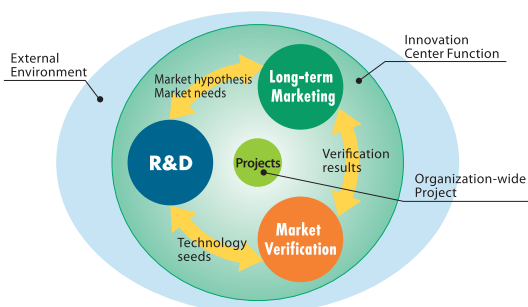 External
Environment
Innovation
Center Function
Market hypothesis
Market needs
Long-term
Marketing
R&D
Projects
Verification
results
Organization-wide
Project
Technology
seeds
Market
Verification